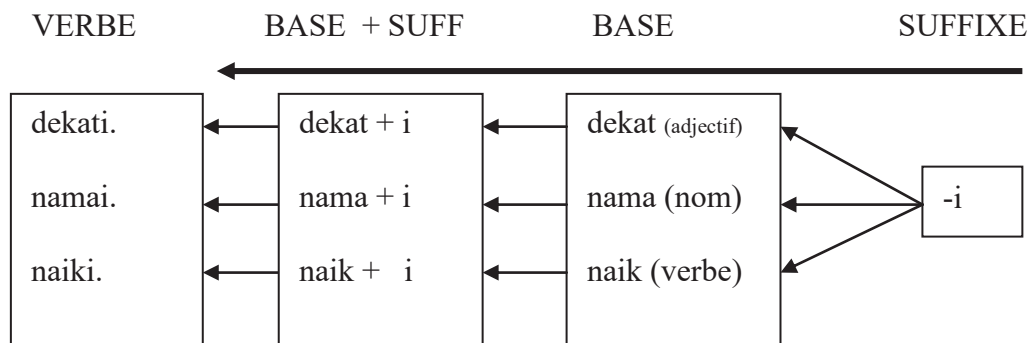 VERBE BASE + SUFF BASE SUFFIXE
dekati. dekat + i dekat (adjectif)
namai. nama + i nama (nom) -i
naiki. naik + i naik (verbe)